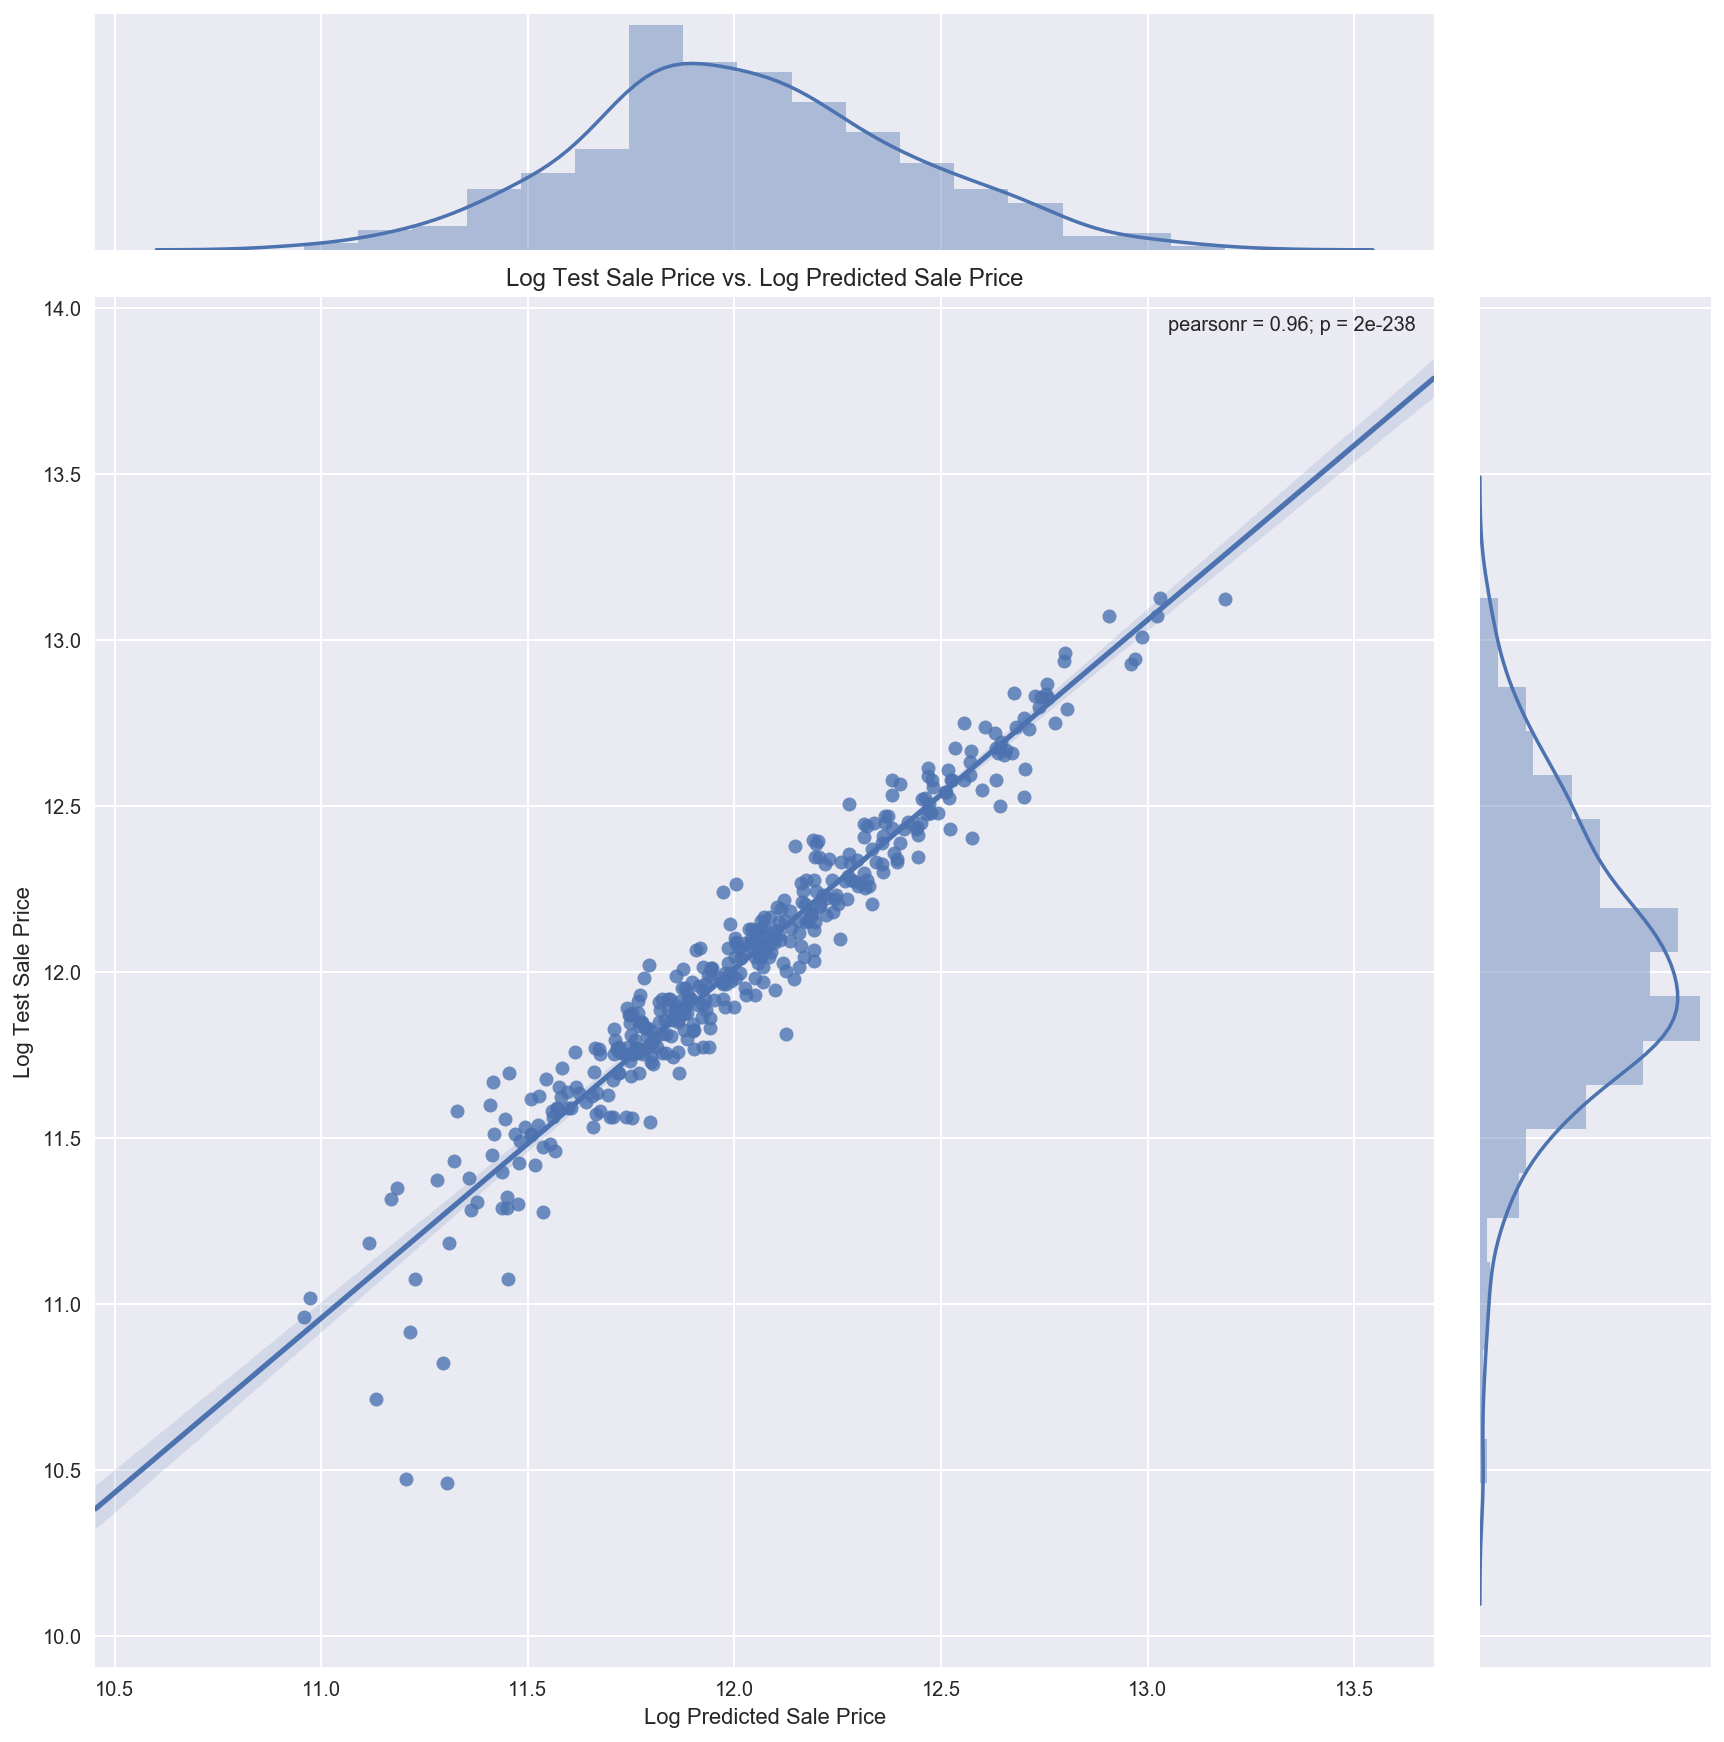 Log Test Sale Price vs. Log Predicted Sale Price
pearsonr = 0.96; p = 2e-238
14.0
13.5
13.0
12.5
12.0
11.5
11.0
10.5
10.0
Log Test Sale Price
10.5 11.0 11.5 12.0 12.5 13.0 13.5
Log Predicted Sale Price